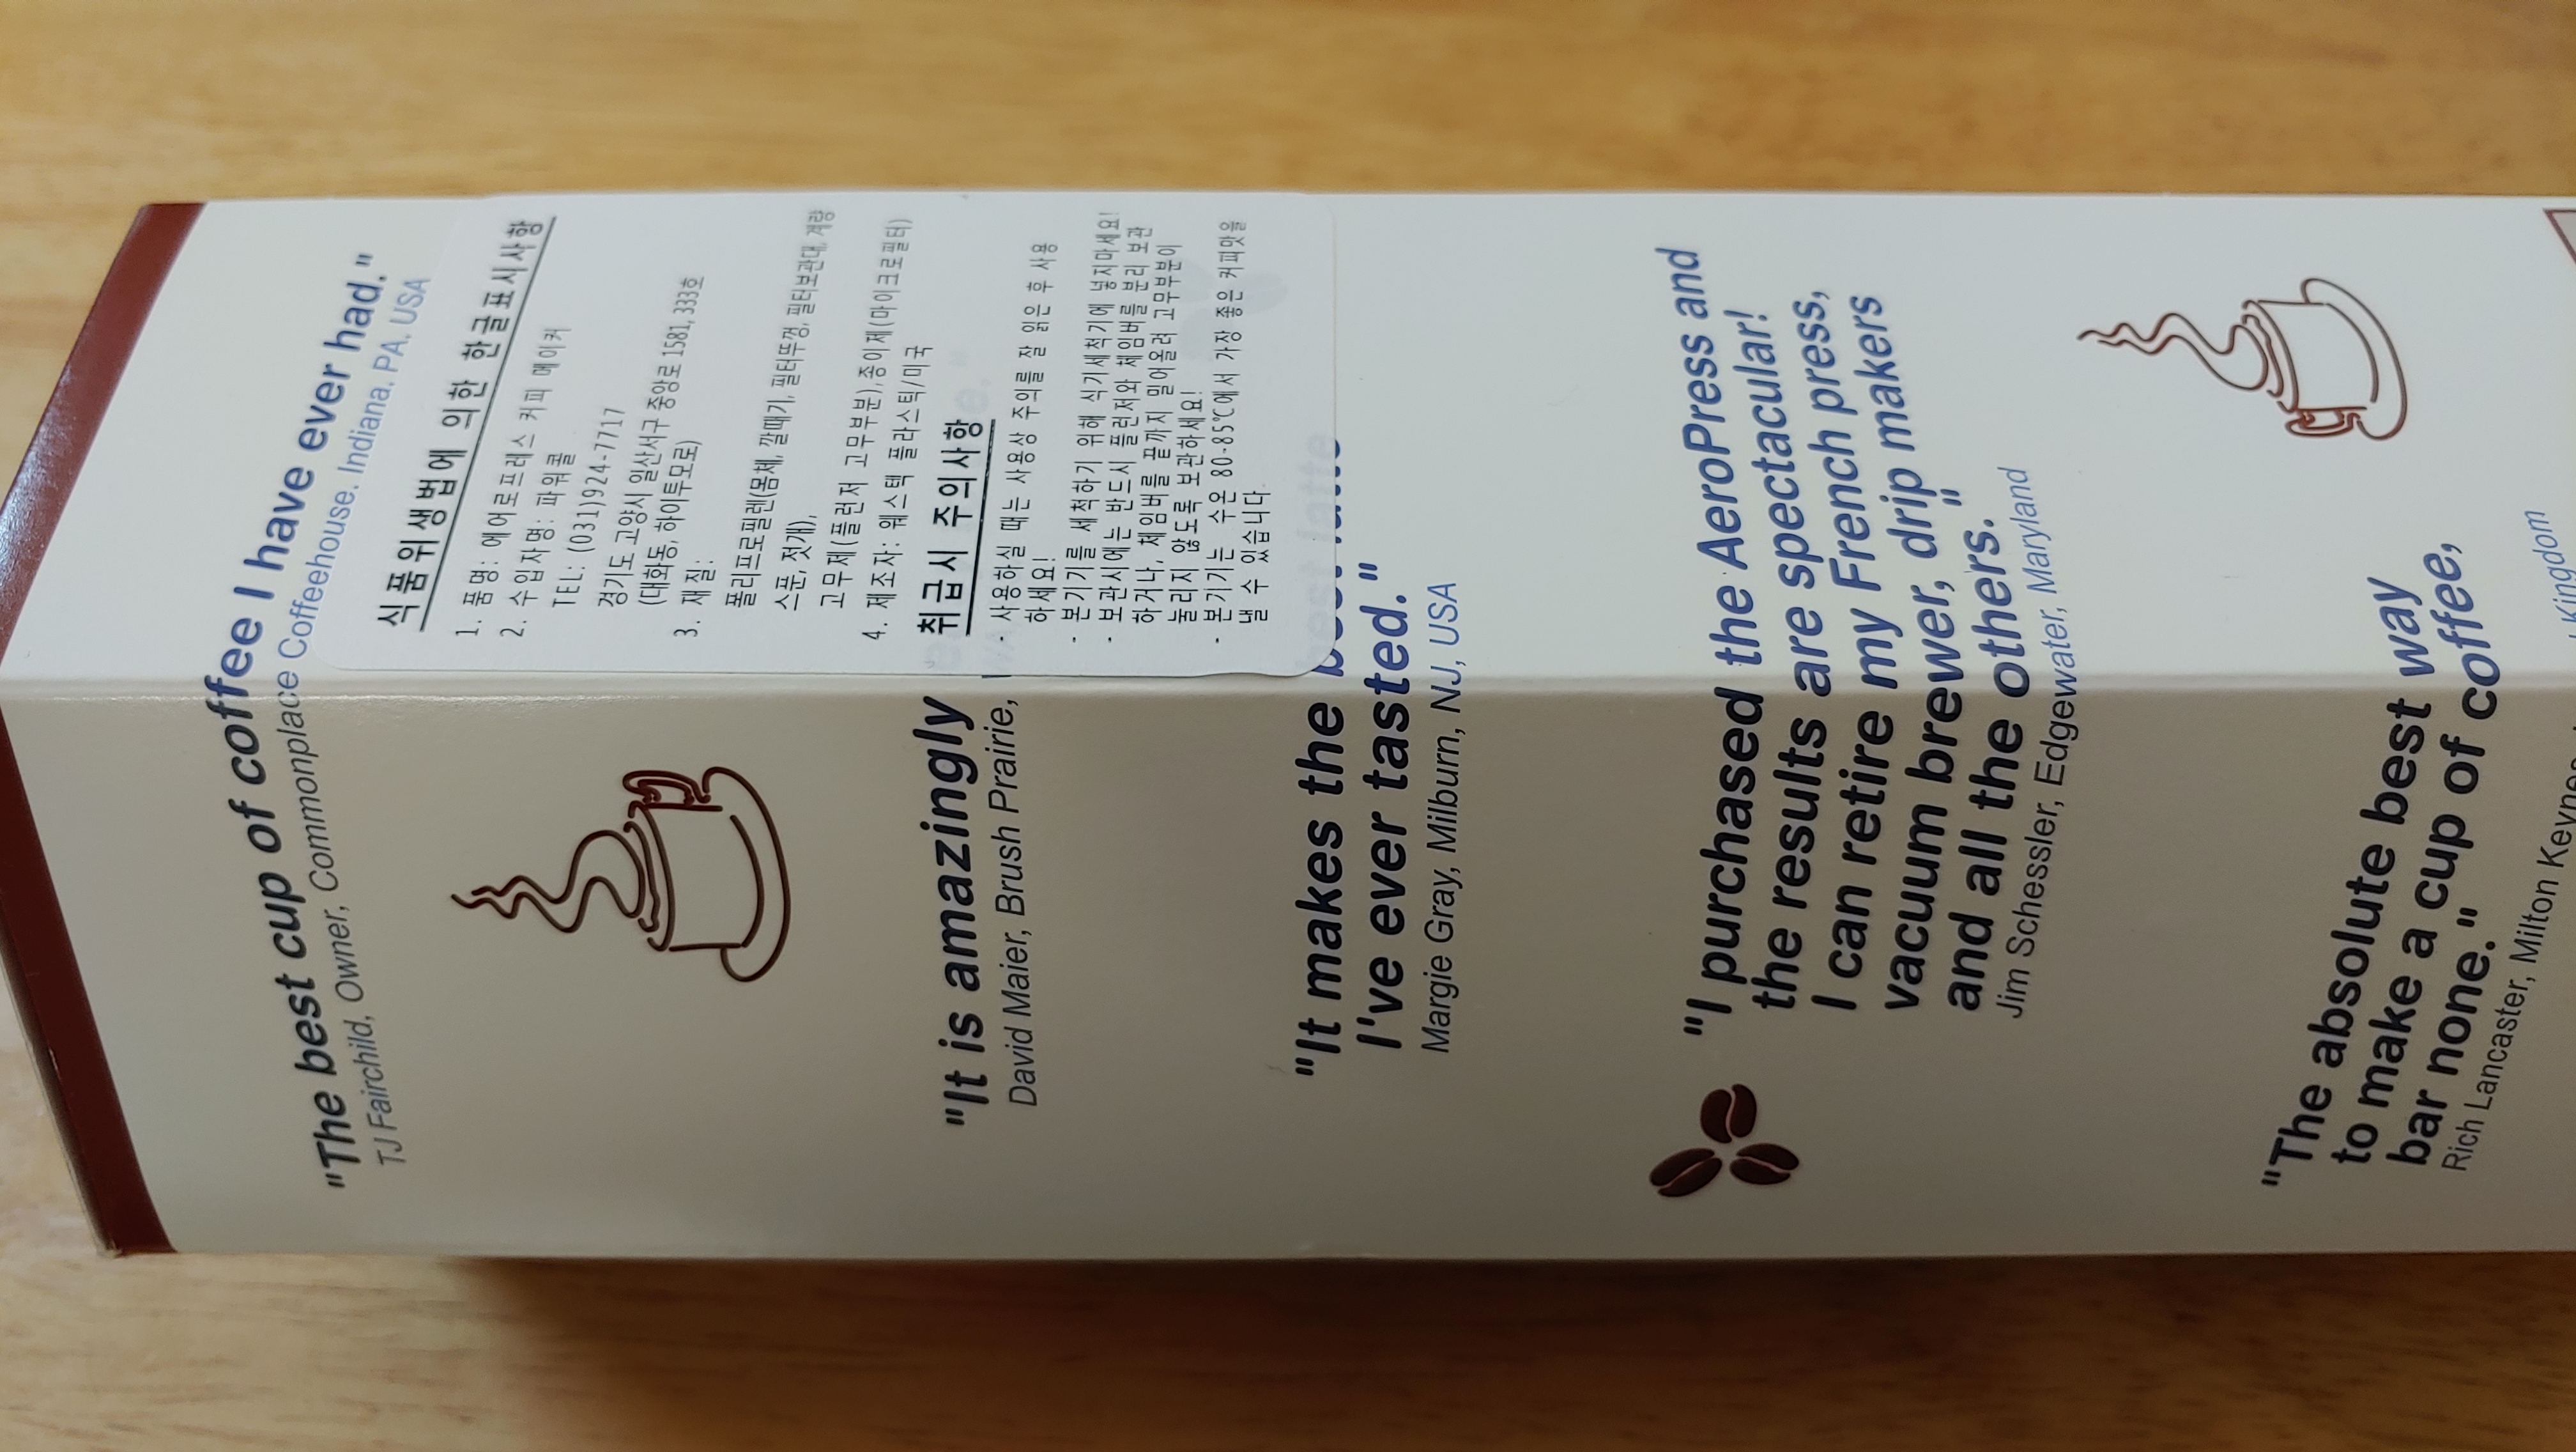 "The best cup of coffee I have ever had."
TJ Fairchild, Owner, Commonplace Coffeehouse. Indiana. PA. USA
식품위생법에 의한 한글표시사항
1. 품명: 에어로프레스 커피 메이커
2. 수입자명: 파워콜
TEL: (031)924-7717
경기도 고양시 일산서구 중앙로 1581, 333호
(대화동, 하이투모로)
3. 재질:
폴리프로필렌(몸체, 깔때기, 필터뚜껑, 필터보관대, 계량
스푼, 젓개),
고무제(플런저 고무부분),종이제(마이크로필터)
4. 제조자: 웨스텍 플라스틱/미국
취급시 주의사항
- 사용하실 때는 사용상 주의를 잘 읽은 후 사용
하세요!
- 본기기를 세척하기 위해 식기세척기에 넣지마세요!
- 보관시에는 반드시 플런저와 체임버를 분리 보관
하거나, 체임버를 끝까지 밀어올려 고무부분이
눌리지 않도록 보관하세요!
- 본기기는 수온 80-85℃에서 가장 좋은 커피맛을
낼 수 있습니다
"It is amazingly
David Maier, Brush Prairie,
"It makes the best latte
I've ever tasted."
Margie Gray, Milburn, NJ, USA
"I purchased the AeroPress and
the results are spectacular!
I can retire my French press,
vacuum brewer, drip makers
and all the others."
Jim Schessler, Edgewater, Maryland
"The absolute best way
to make a cup of coffee,
bar none."
Rich Lancaster, Milton Keynes, Kingdom